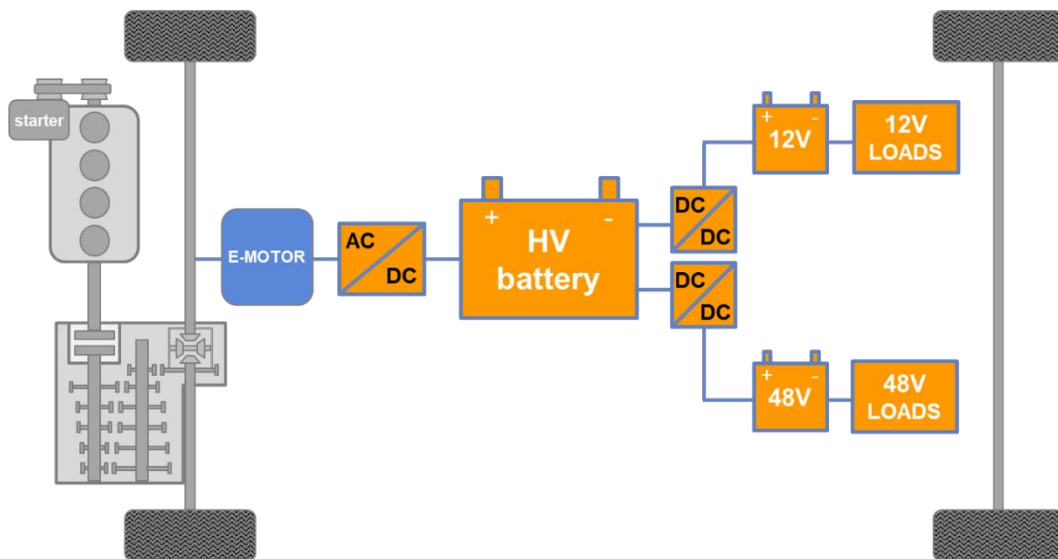 starter
E-MOTOR
AC
DC
+ -
HV
battery
DC
DC
DC
DC
+ -
12V
12V
LOADS
+ -
48V
48V
LOADS